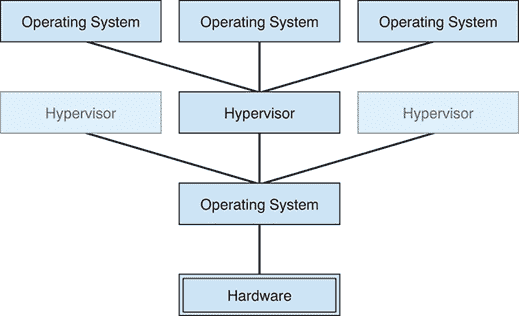 Operating System
Operating System
Operating System
Hypervisor
Hypervisor
Hypervisor
Operating System
Hardware